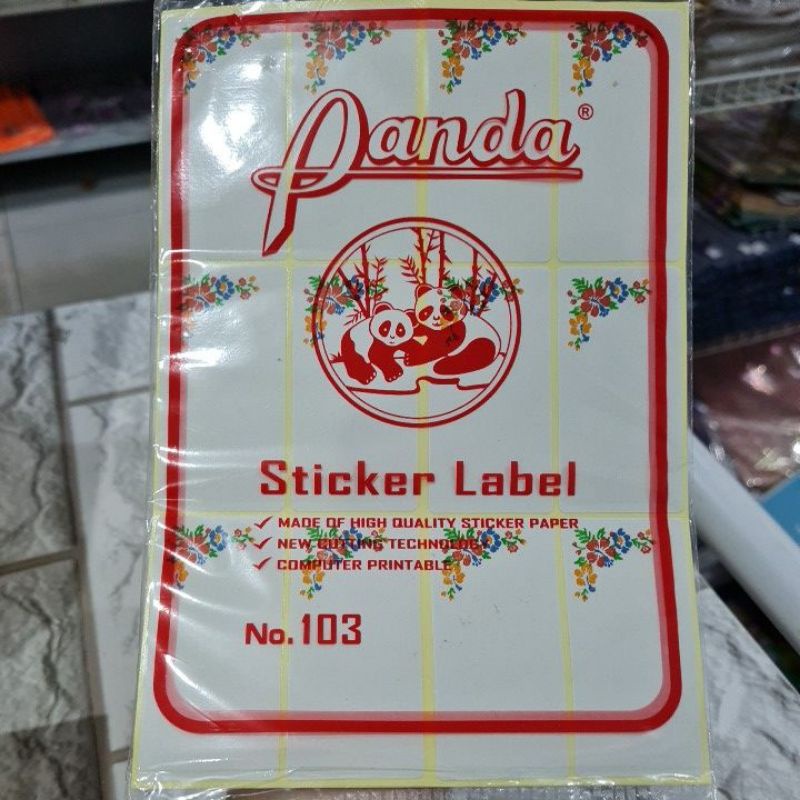 Panda ®
Sticker Label
✓ MADE OF HIGH QUALITY STICKER PAPER
✓ NEW CUTTING TECHNOLOGY
✓ COMPUTER PRINTABLE
No.103